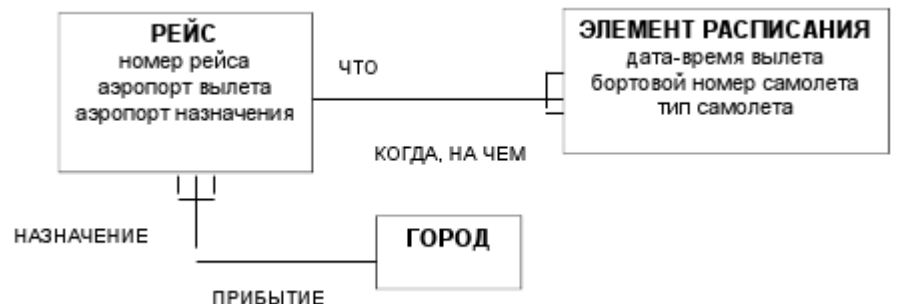 РЕЙС
номер рейса
аэропорт вылета
аэропорт назначения
ЧТО
ЭЛЕМЕНТ РАСПИСАНИЯ
дата-время вылета
бортовой номер самолета
тип самолета
КОГДА, НА ЧЕМ
НАЗНАЧЕНИЕ
ГОРОД
ПРИБЫТИЕ